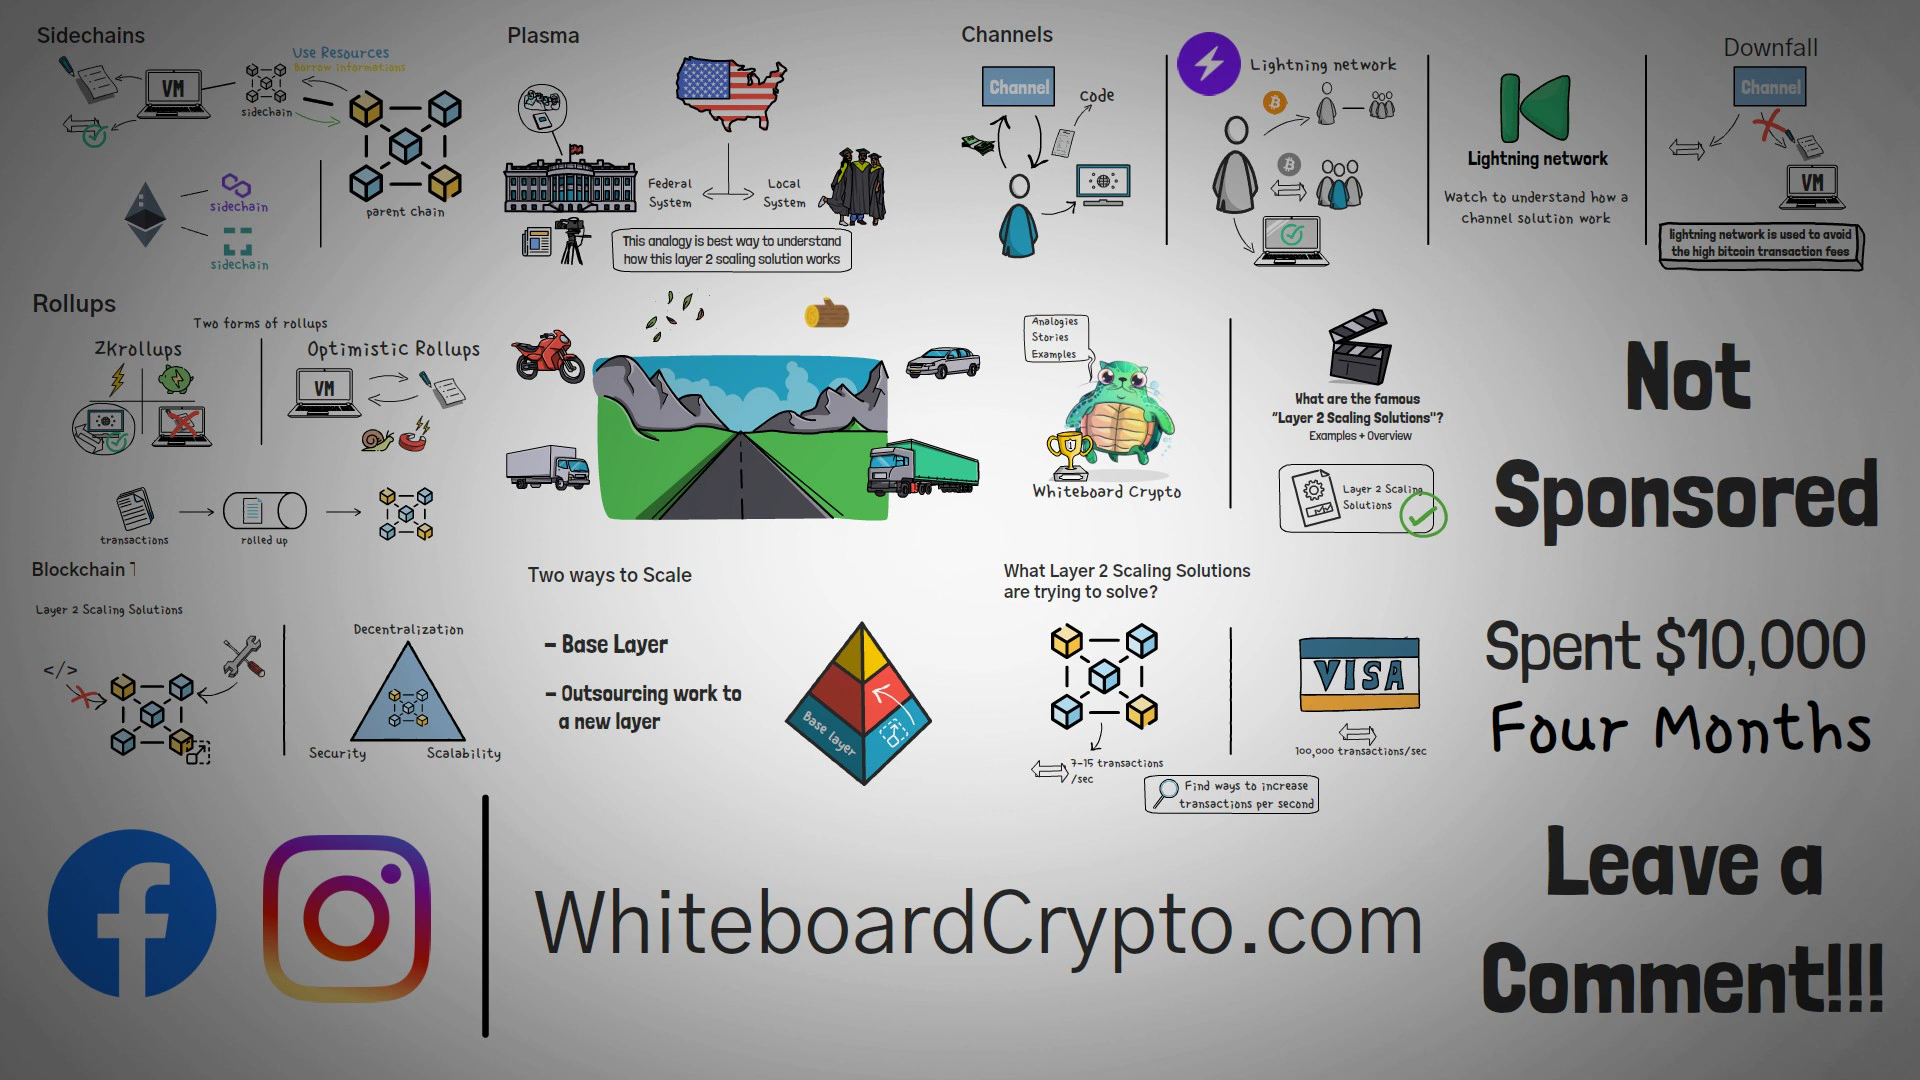 Sidechains
Use Resources
Borrow informations
VM
sidechain
sidechain
sidechain
parent chain
Plasma
Federal
System
Local
System
This analogy is best way to understand
how this layer 2 scaling solution works
Channels
Channel
code
Lightning network
Lightning network
Watch to understand how a
channel solution work
Downfall
Channel
VM
lightning network is used to avoid
the high bitcoin transaction fees
Rollups
Two forms of rollups
ZKrollups
Optimistic Rollups
VM
transactions
rolled up
Analogies
Stories
Examples
1
Whiteboard Crypto
What are the famous
"Layer 2 Scaling Solutions"?
Examples + Overview
Layer 2 Scaling
Solutions
Not
Sponsored
Blockchain T
Layer 2 Scaling Solutions
</>
Decentralization
Security
Scalability
Two ways to Scale
– Base Layer
– Outsourcing work to
a new layer
Base layer
What Layer 2 Scaling Solutions
are trying to solve?
7-15 transactions
/sec
VISA
100,000 transactions/sec
Find ways to increase
transactions per second
Spent $10,000
Four Months
WhiteboardCrypto.com
Leave a
Comment!!!